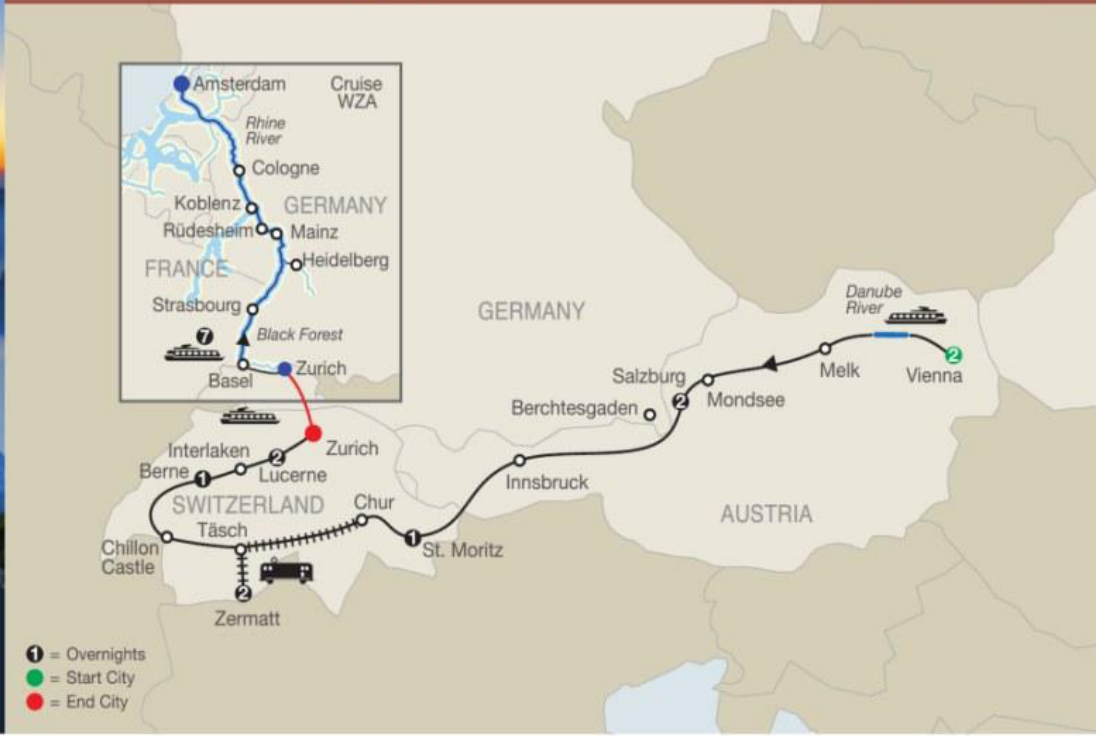 Amsterdam
Cruise
WZA
Rhine
River
Cologne
Koblenz
GERMANY
Rüdesheim
Mainz
Heidelberg
FRANCE
Strasbourg
7
Black Forest
Basel
Zurich
GERMANY
Danube
River
2
Vienna
Melk
Salzburg
2
Mondsee
Berchtesgaden
Innsbruck
AUSTRIA
Zurich
Interlaken
2
Lucerne
Berne
1
SWITZERLAND
Chur
Täsch
1
St. Moritz
Chillon
Castle
2
Zermatt
1 = Overnights
= Start City
= End City